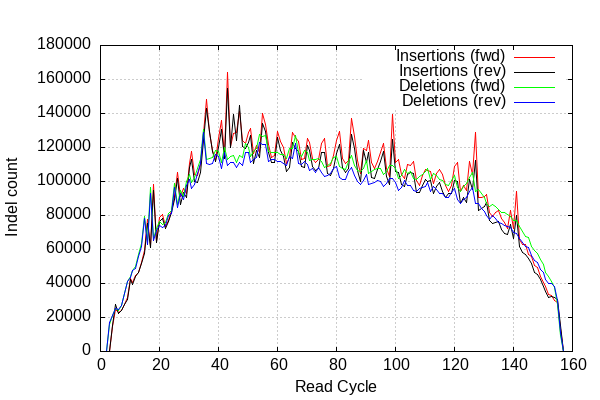 180000
160000
140000
120000
100000
80000
60000
40000
20000
0
Indel count
Insertions (fwd)
Insertions (rev)
Deletions (fwd)
Deletions (rev)
0 20 40 60 80 100 120 140 160
Read Cycle